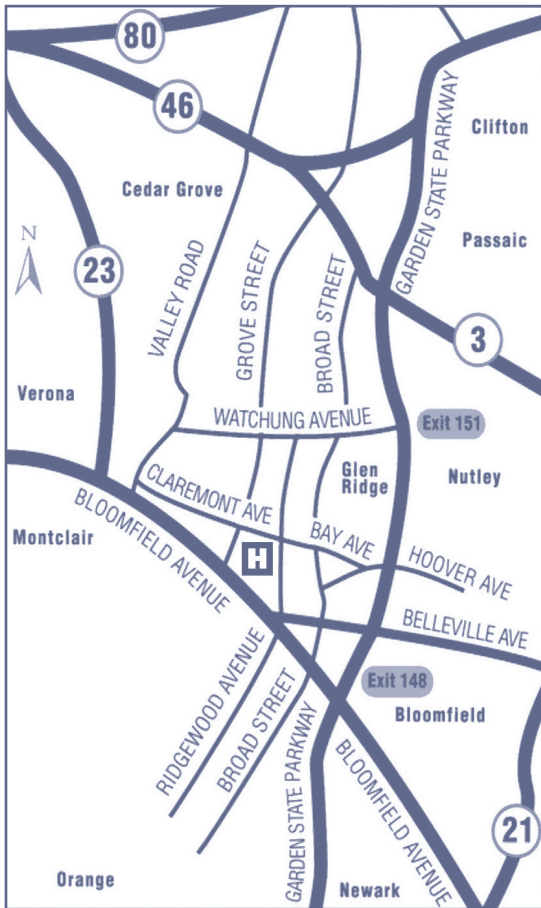 80
46
Clifton
GARDEN STATE PARKWAY
Cedar Grove
N
Passaic
23
VALLEY ROAD
GROVE STREET
BROAD STREET
3
Verona
WATCHUNG AVENUE
Exit 151
Glen
Ridge
Nutley
CLAREMONT AVE
Montclair
BLOOMFIELD AVENUE
H
BAY AVE
HOOVER AVE
BELLEVILLE AVE
RIDGEWOOD AVENUE
BROAD STREET
Exit 148
Bloomfield
GARDEN STATE PARKWAY
BLOOMFIELD AVENUE
21
Orange
Newark